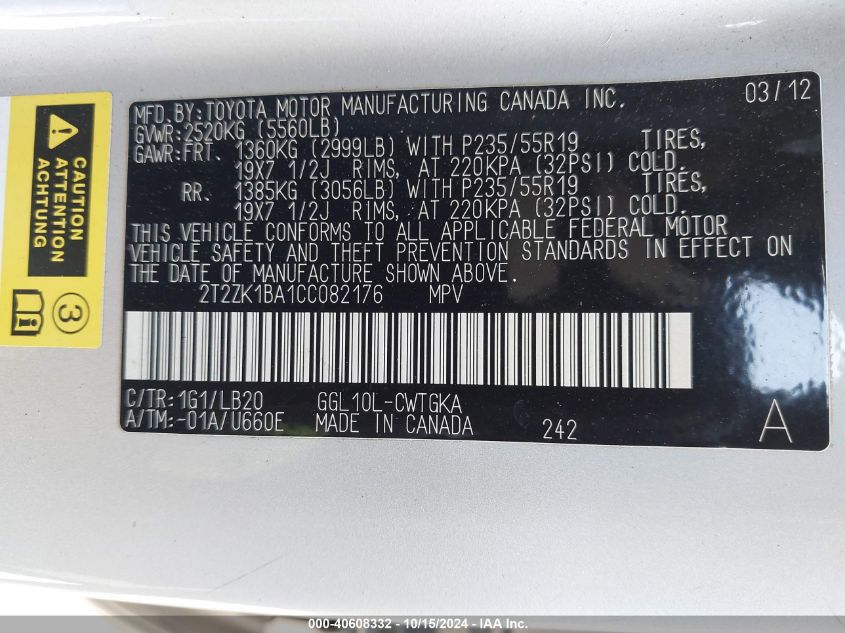 MFD. BY: TOYOTA MOTOR MANUFACTURING CANADA INC. 03/12
GVWR: 2520KG (5560LB)
GAWR: FRT. 1360KG (2999LB) WITH P235/55R19 TIRES,
19X7 1/2J RIMS, AT 220KPA (32PSI) COLD.
RR. 1385KG (3056LB) WITH P235/55R19 TIRES,
19X7 1/2J RIMS, AT 220KPA (32PSI) COLD.
THIS VEHICLE CONFORMS TO ALL APPLICABLE FEDERAL MOTOR
VEHICLE SAFETY AND THEFT PREVENTION STANDARDS IN EFFECT ON
THE DATE OF MANUFACTURE SHOWN ABOVE.
2T2ZK1BA1CC082176 MPV
C/TR: 1G1/LB20 GGL10L-CWTGKA
A/TM: -01A/U660E MADE IN CANADA 242 A
CAUTION
ATTENTION
ACHTUNG
3
000-40608332 - 10/15/2024 - IAA Inc.